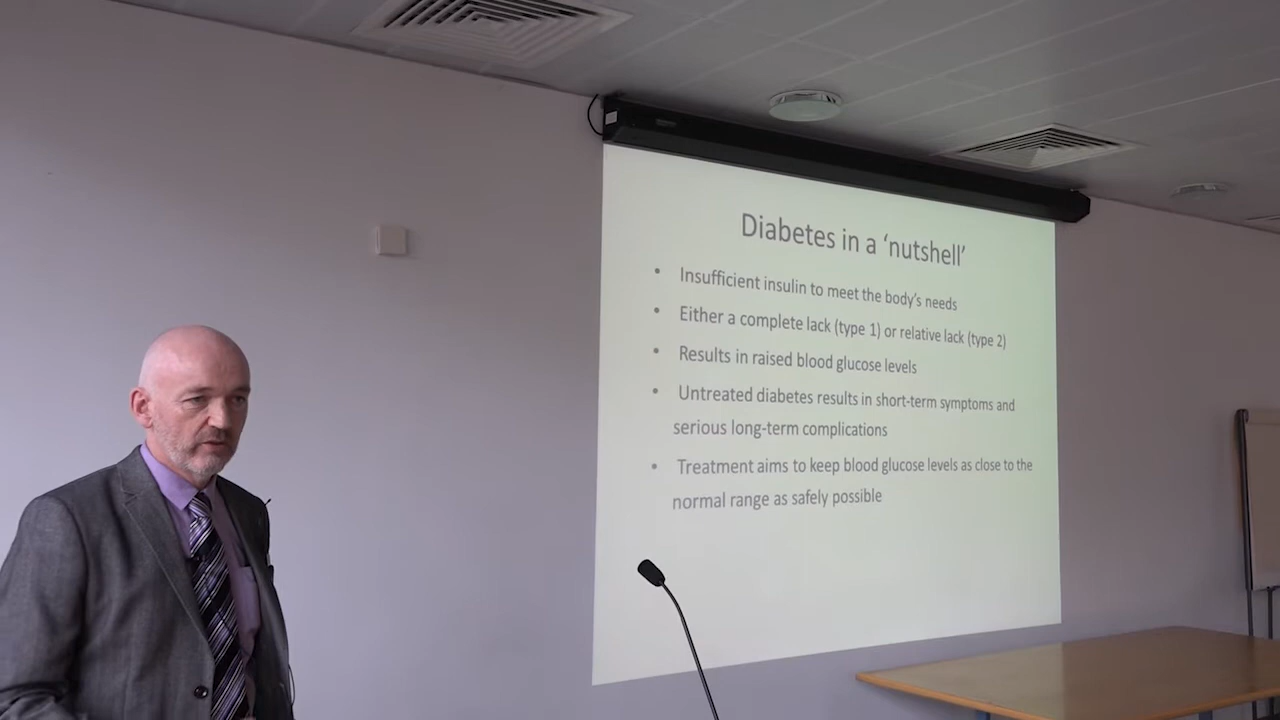 Diabetes in a ‘nutshell’
• Insufficient insulin to meet the body’s needs
• Either a complete lack (type 1) or relative lack (type 2)
• Results in raised blood glucose levels
• Untreated diabetes results in short-term symptoms and
serious long-term complications
• Treatment aims to keep blood glucose levels as close to the
normal range as safely possible